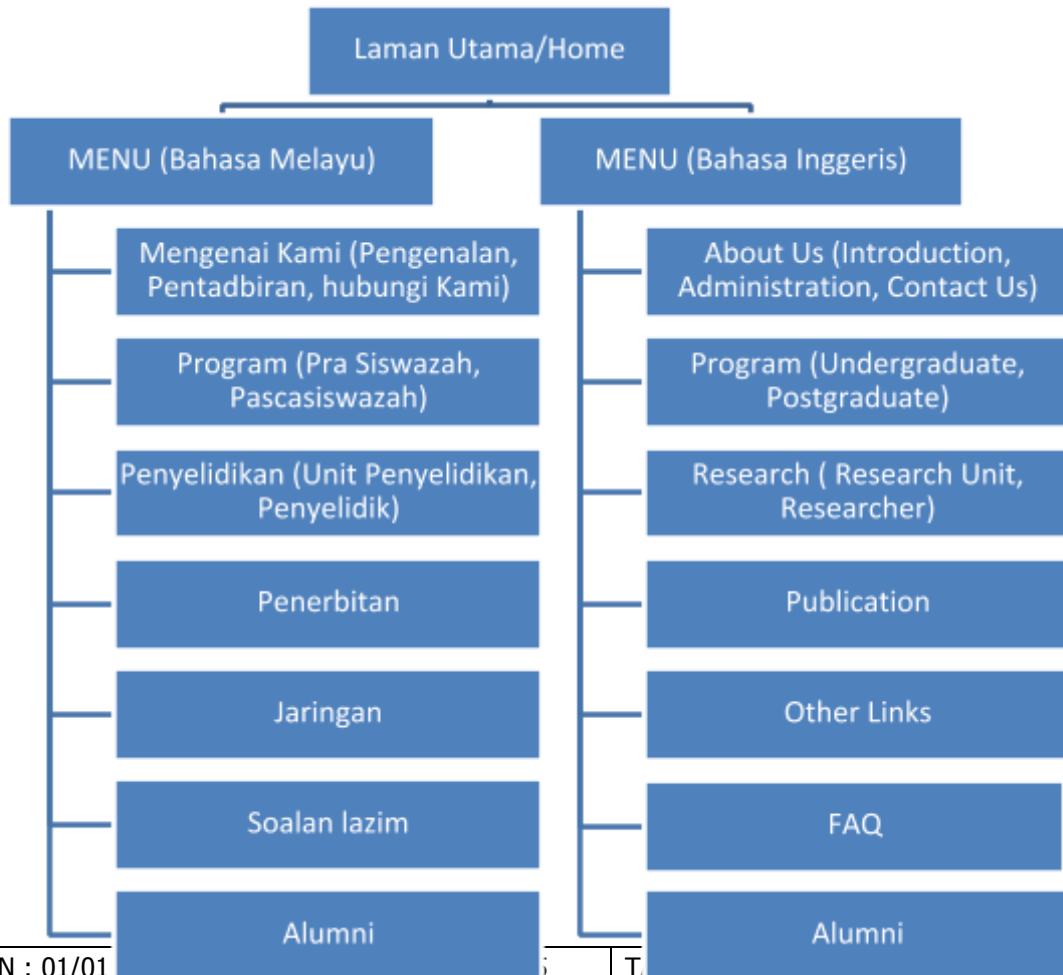 Laman Utama/Home
MENU (Bahasa Melayu)
Mengenai Kami (Pengenalan,
Pentadbiran, hubungi Kami)
Program (Pra Siswazah,
Pascasiswazah)
Penyelidikan (Unit Penyelidikan,
Penyelidik)
Penerbitan
Jaringan
Soalan lazim
Alumni
MENU (Bahasa Inggeris)
About Us (Introduction,
Administration, Contact Us)
Program (Undergraduate,
Postgraduate)
Research ( Research Unit,
Researcher)
Publication
Other Links
FAQ
Alumni
N : 01/01